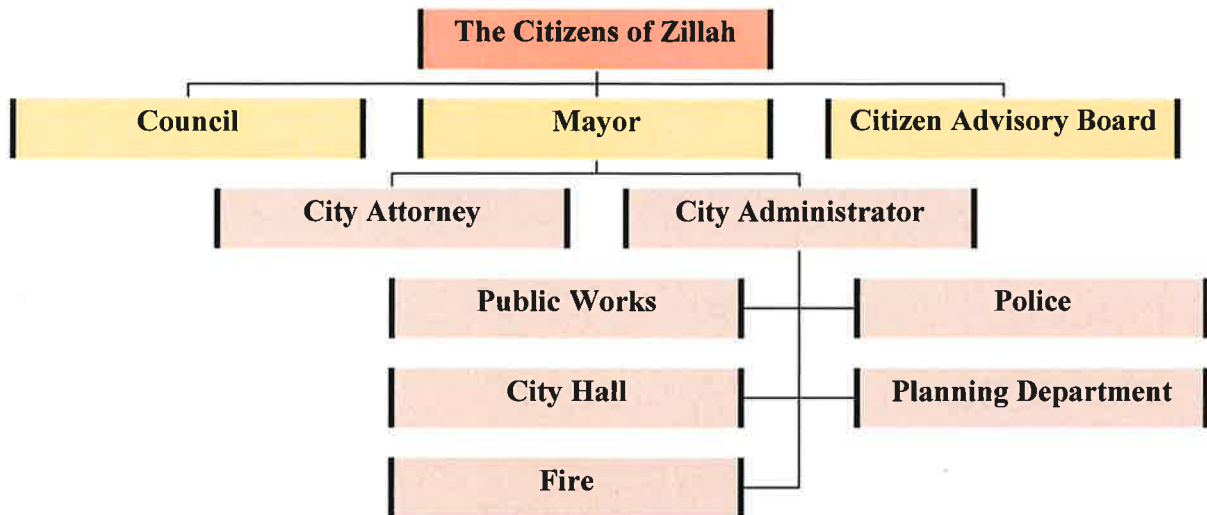 The Citizens of Zillah
Council
Mayor
Citizen Advisory Board
City Attorney
City Administrator
Public Works
Police
City Hall
Planning Department
Fire